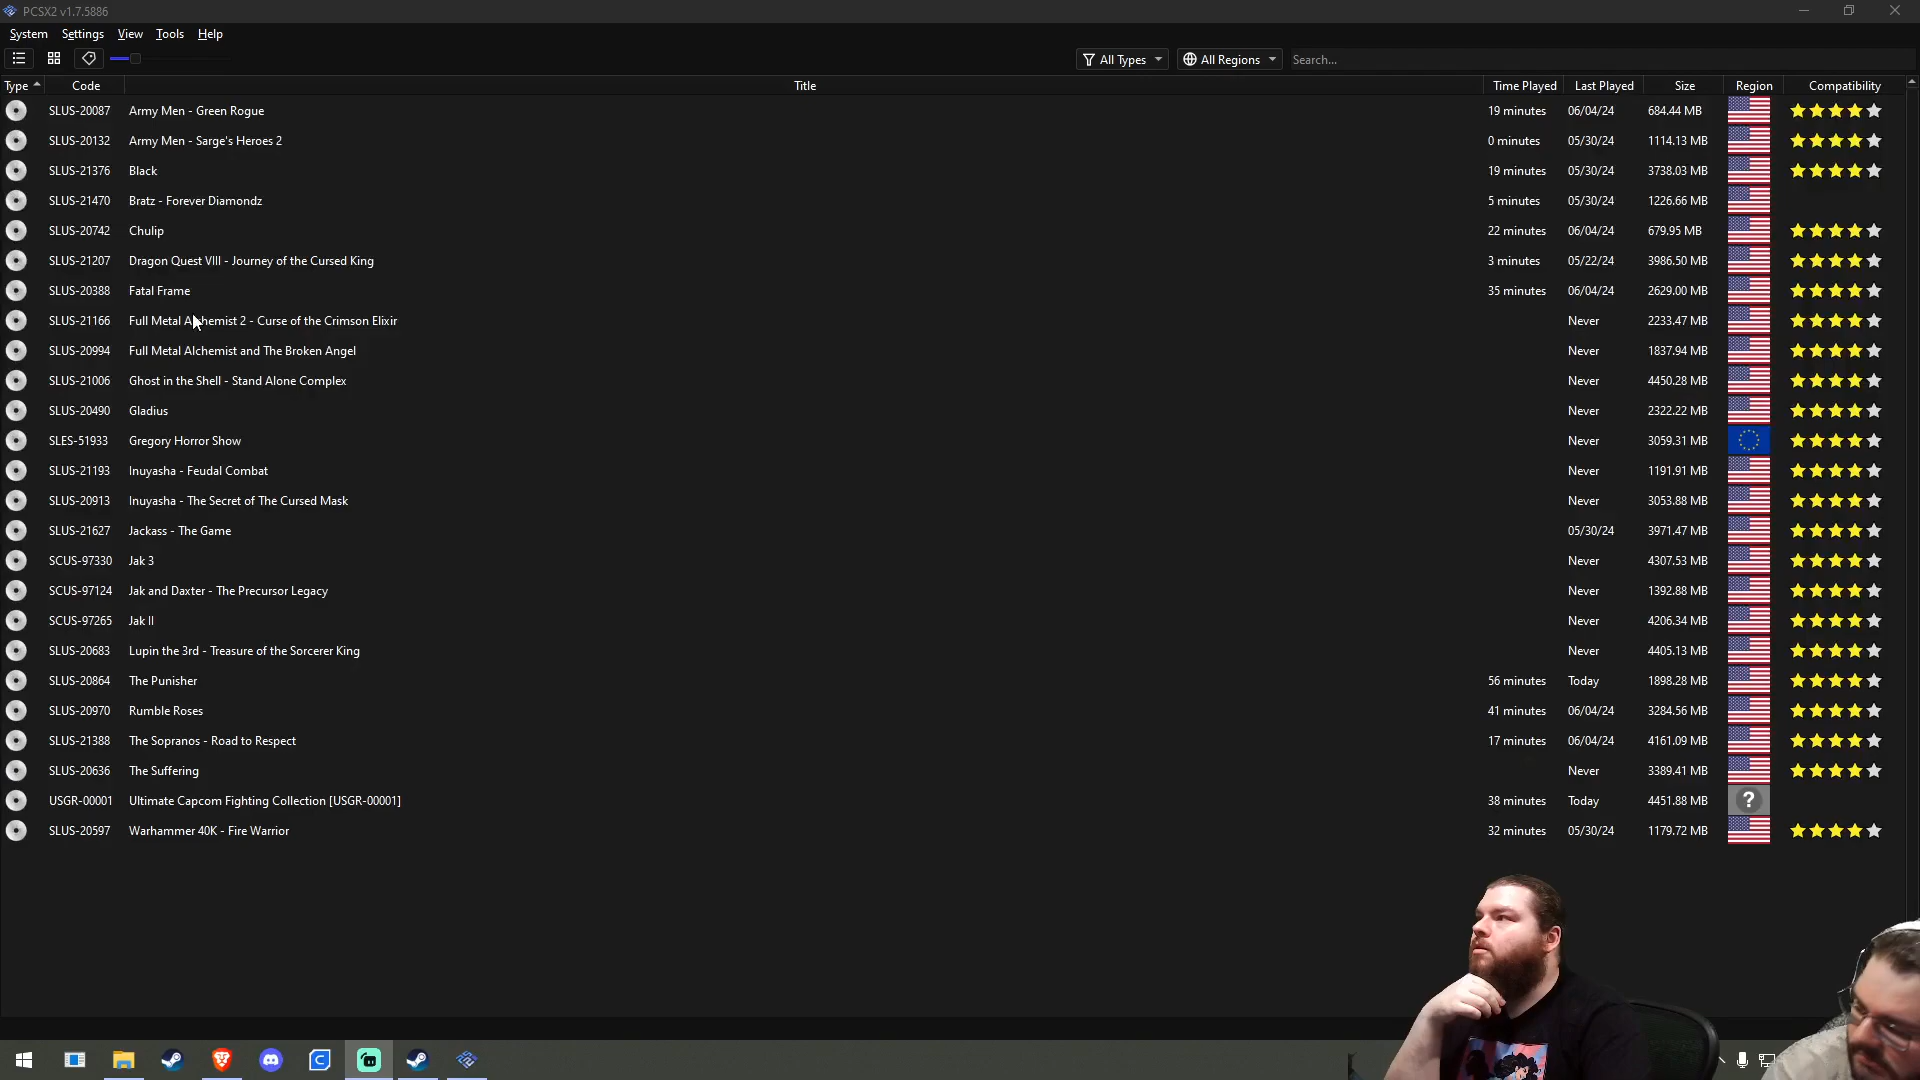 PCSX2 v1.7.5886
System Settings View Tools Help
All Types All Regions Search...
Type Code Title Time Played Last Played Size Region Compatibility
SLUS-20087 Army Men - Green Rogue 19 minutes 06/04/24 684.44 MB
SLUS-20132 Army Men - Sarge's Heroes 2 0 minutes 05/30/24 1114.13 MB
SLUS-21376 Black 19 minutes 05/30/24 3738.03 MB
SLUS-21470 Bratz - Forever Diamondz 5 minutes 05/30/24 1226.66 MB
SLUS-20742 Chulip 22 minutes 06/04/24 679.95 MB
SLUS-21207 Dragon Quest VIII - Journey of the Cursed King 3 minutes 05/22/24 3986.50 MB
SLUS-20388 Fatal Frame 35 minutes 06/04/24 2629.00 MB
SLUS-21166 Full Metal Alchemist 2 - Curse of the Crimson Elixir Never 2233.47 MB
SLUS-20994 Full Metal Alchemist and The Broken Angel Never 1837.94 MB
SLUS-21006 Ghost in the Shell - Stand Alone Complex Never 4450.28 MB
SLUS-20490 Gladius Never 2322.22 MB
SLES-51933 Gregory Horror Show Never 3059.31 MB
SLUS-21193 Inuyasha - Feudal Combat Never 1191.91 MB
SLUS-20913 Inuyasha - The Secret of The Cursed Mask Never 3053.88 MB
SLUS-21627 Jackass - The Game 05/30/24 3971.47 MB
SCUS-97330 Jak 3 Never 4307.53 MB
SCUS-97124 Jak and Daxter - The Precursor Legacy Never 1392.88 MB
SCUS-97265 Jak II Never 4206.34 MB
SLUS-20683 Lupin the 3rd - Treasure of the Sorcerer King Never 4405.13 MB
SLUS-20864 The Punisher 56 minutes Today 1898.28 MB
SLUS-20970 Rumble Roses 41 minutes 06/04/24 3284.56 MB
SLUS-21388 The Sopranos - Road to Respect 17 minutes 06/04/24 4161.09 MB
SLUS-20636 The Suffering Never 3389.41 MB
USGR-00001 Ultimate Capcom Fighting Collection [USGR-00001] 38 minutes Today 4451.88 MB ?
SLUS-20597 Warhammer 40K - Fire Warrior 32 minutes 05/30/24 1179.72 MB